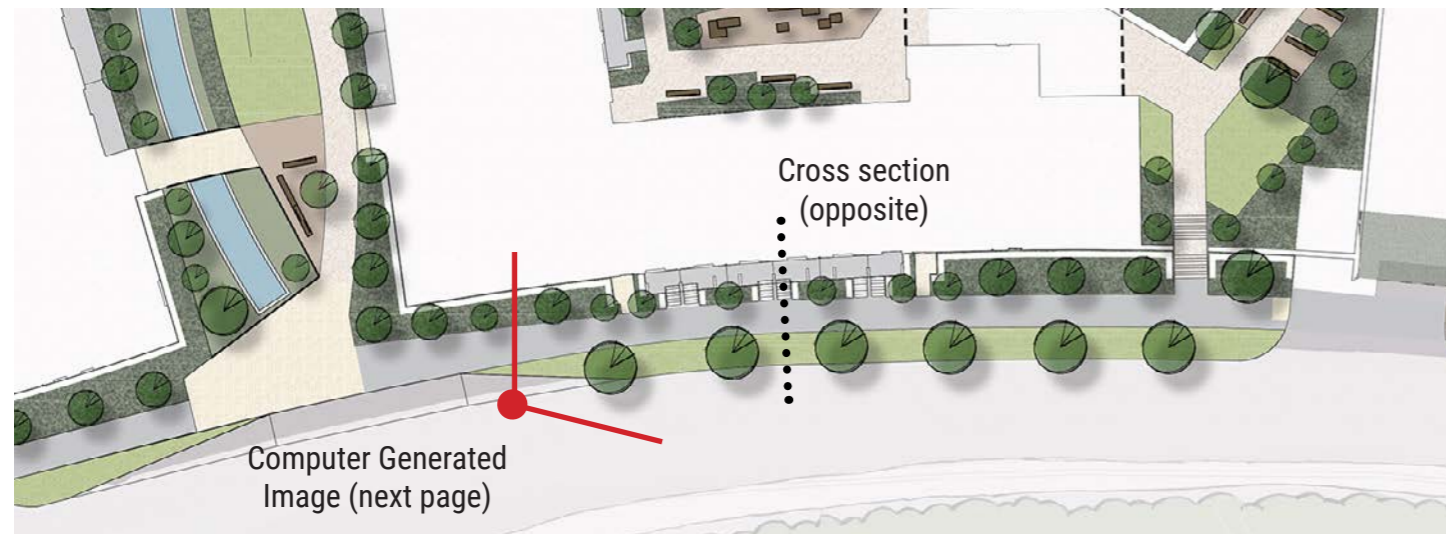 Cross section
(opposite)
Computer Generated
Image (next page)